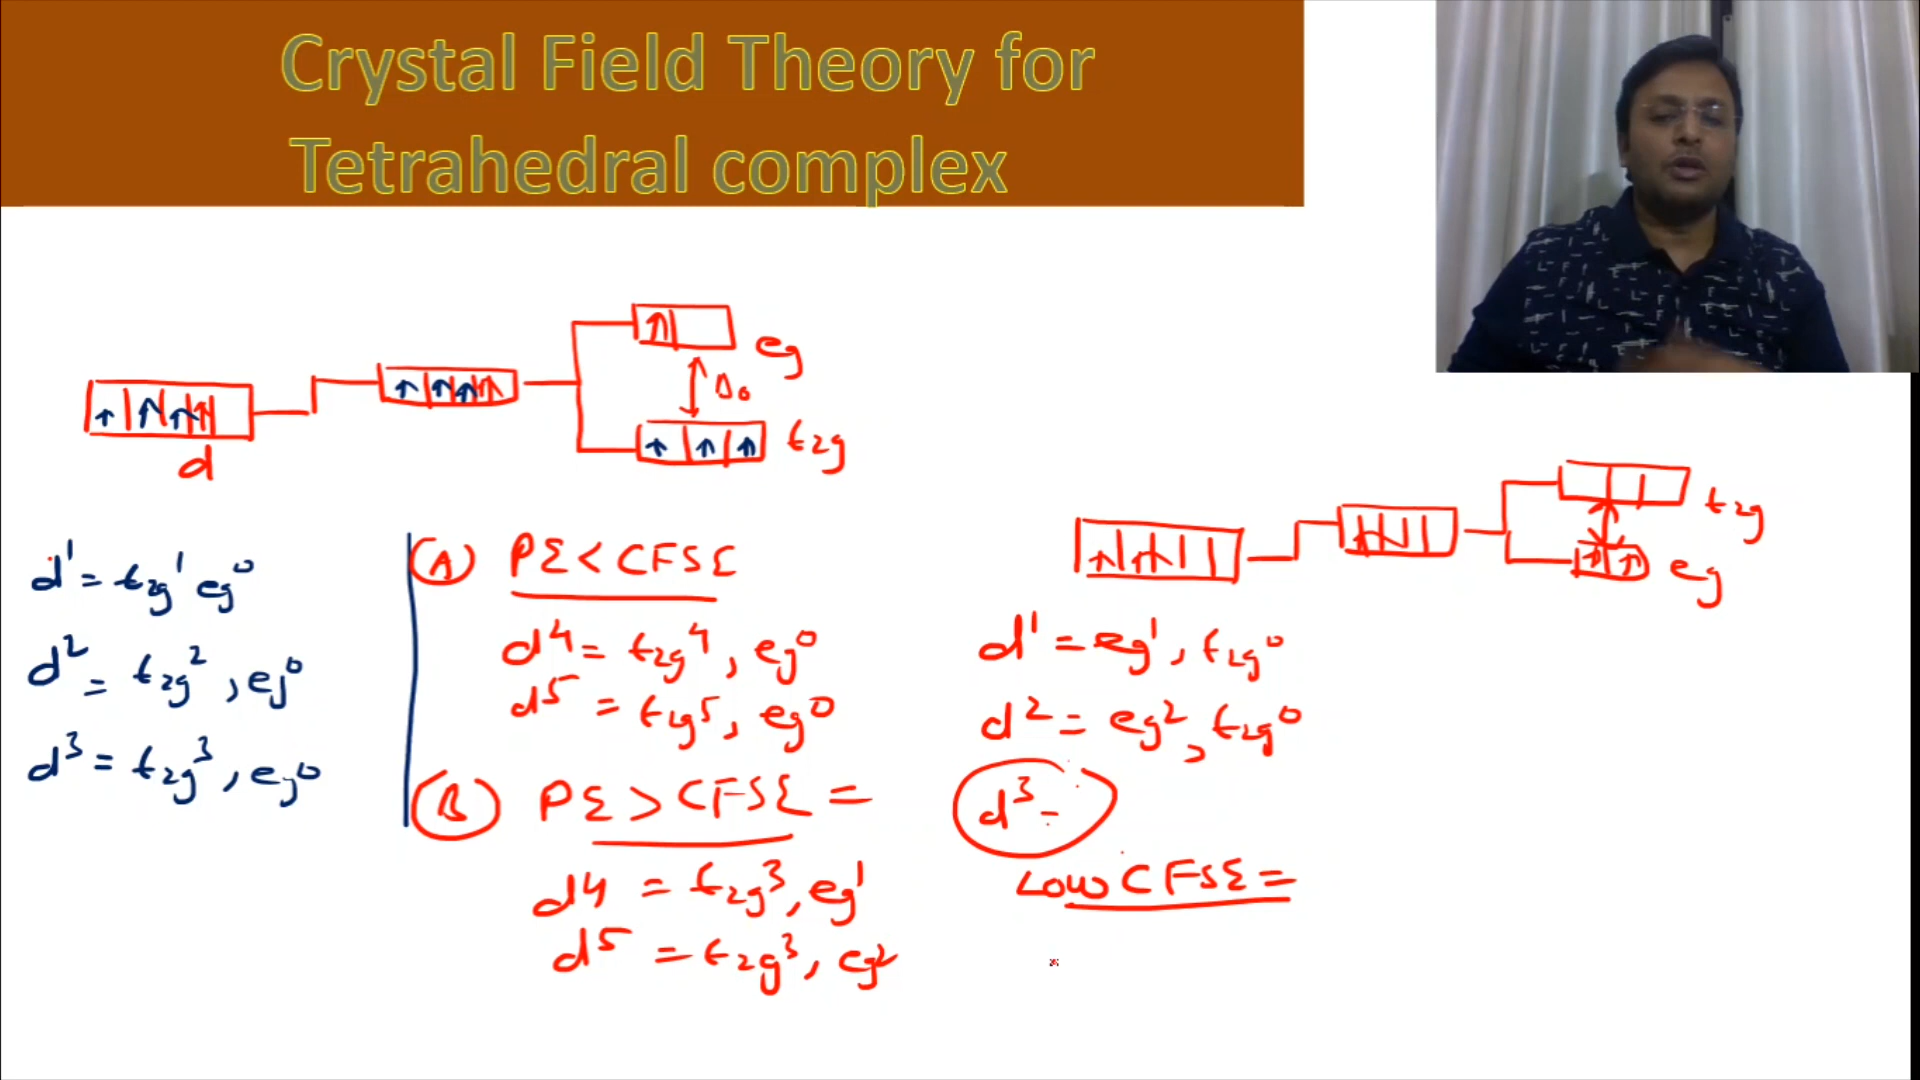 Crystal Field Theory for
Tetrahedral complex
eg
Δ₀
t₂g
d
d¹ = t₂g¹ eg⁰
d² = t₂g², eg⁰
d³ = t₂g³, eg⁰
(A) PE < CFSE
d⁴ = t₂g⁴, eg⁰
d⁵ = t₂g⁵, eg⁰
(B) PE > CFSE =
d⁴ = t₂g³, eg¹
d⁵ = t₂g³, eg²
t₂g
eg
d¹ = eg¹, t₂g⁰
d² = eg², t₂g⁰
d³ =
Low CFSE =